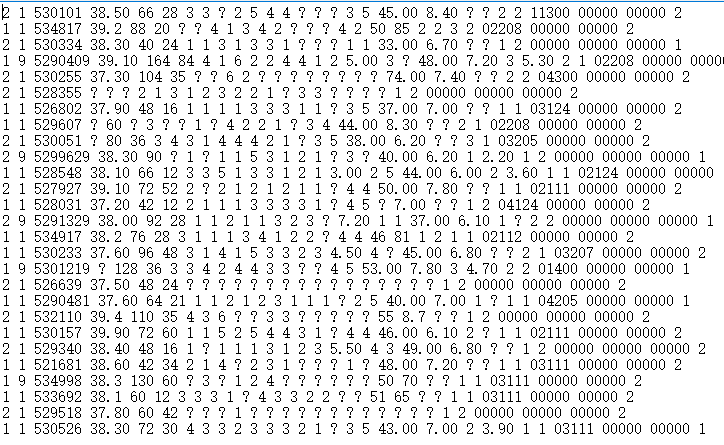 2 1 530101 38.50 66 28 3 3 ? 2 5 4 4 ? ? ? 3 5 45.00 8.40 ? ? 2 2 11300 00000 00000 2
1 1 534817 39.2 88 20 ? ? 4 1 3 4 2 ? ? ? 4 2 50 85 2 2 3 2 02208 00000 00000 2
2 1 530334 38.30 40 24 1 1 3 1 3 3 1 ? ? ? 1 1 33.00 6.70 ? ? 1 2 00000 00000 00000 1
1 9 5290409 39.10 164 84 4 1 6 2 2 4 4 1 2 5.00 3 ? 48.00 7.20 3 5.30 2 1 02208 00000 00000
2 1 530255 37.30 104 35 ? ? 6 2 ? ? ? ? ? ? ? ? 74.00 7.40 ? ? 2 2 04300 00000 00000 2
2 1 528355 ? ? ? 2 1 3 1 2 3 2 2 1 ? 3 3 ? ? ? ? 1 2 00000 00000 00000 2
1 1 526802 37.90 48 16 1 1 1 1 3 3 3 1 1 ? 3 5 37.00 7.00 ? ? 1 1 03124 00000 00000 2
1 1 529607 ? 60 ? 3 ? ? 1 ? 4 2 2 1 ? 3 4 44.00 8.30 ? ? 2 1 02208 00000 00000 2
2 1 530051 ? 80 36 3 4 3 1 4 4 4 2 1 ? 3 5 38.00 6.20 ? ? 3 1 03205 00000 00000 2
2 9 5299629 38.30 90 ? 1 ? 1 1 5 3 1 2 1 ? 3 ? 40.00 6.20 1 2.20 1 2 00000 00000 00000 1
1 1 528548 38.10 66 12 3 3 5 1 3 3 1 2 1 3.00 2 5 44.00 6.00 2 3.60 1 1 02124 00000 00000
2 1 527927 39.10 72 52 2 ? 2 1 2 1 2 1 1 ? 4 4 50.00 7.80 ? ? 1 1 02111 00000 00000 2
1 1 528031 37.20 42 12 2 1 1 1 3 3 3 3 1 ? 4 5 ? 7.00 ? ? 1 2 04124 00000 00000 2
2 9 5291329 38.00 92 28 1 1 2 1 1 3 2 3 ? 7.20 1 1 37.00 6.10 1 ? 2 2 00000 00000 00000 1
1 1 534917 38.2 76 28 3 1 1 1 3 4 1 2 2 ? ? 4 4 46 81 1 2 1 1 02112 00000 00000 2
1 1 530233 37.60 96 48 3 1 4 1 5 3 3 2 3 4.50 4 ? 45.00 6.80 ? ? 2 1 03207 00000 00000 2
1 9 5301219 ? 128 36 3 3 4 2 4 4 3 3 ? ? 4 5 53.00 7.80 3 4.70 2 2 01400 00000 00000 1
2 1 526639 37.50 48 24 ? ? ? ? ? ? ? ? ? ? ? ? ? ? ? ? 1 2 00000 00000 00000 2
1 1 5290481 37.60 64 21 1 1 2 1 2 3 1 1 1 ? 2 5 40.00 7.00 1 ? 1 1 04205 00000 00000 1
2 1 532110 39.4 110 35 4 3 6 ? ? 3 3 ? ? ? ? ? 55 8.7 ? ? 1 2 00000 00000 00000 2
1 1 530157 39.90 72 60 1 1 5 2 5 4 4 3 1 ? 4 4 46.00 6.10 2 ? 1 1 02111 00000 00000 2
2 1 529340 38.40 48 16 1 ? 1 1 1 3 1 2 3 5.50 4 3 49.00 6.80 ? ? 1 2 00000 00000 00000 2
1 1 521681 38.60 42 34 2 1 4 ? 2 3 1 ? ? ? 1 ? 48.00 7.20 ? ? 1 1 03111 00000 00000 2
1 9 534998 38.3 130 60 ? 3 ? 1 2 4 ? ? ? ? ? ? 50 70 ? ? 1 1 03111 00000 00000 2
1 1 533692 38.1 60 12 3 3 3 1 ? 4 3 3 2 2 ? ? 51 65 ? ? 1 1 03111 00000 00000 2
2 1 529518 37.80 60 42 ? ? ? 1 ? ? ? ? ? ? ? ? ? ? ? ? 1 2 00000 00000 00000 2
1 1 530526 38.30 72 30 4 3 3 2 3 3 3 2 1 ? 3 5 43.00 7.00 2 3.90 1 1 03111 00000 00000 1